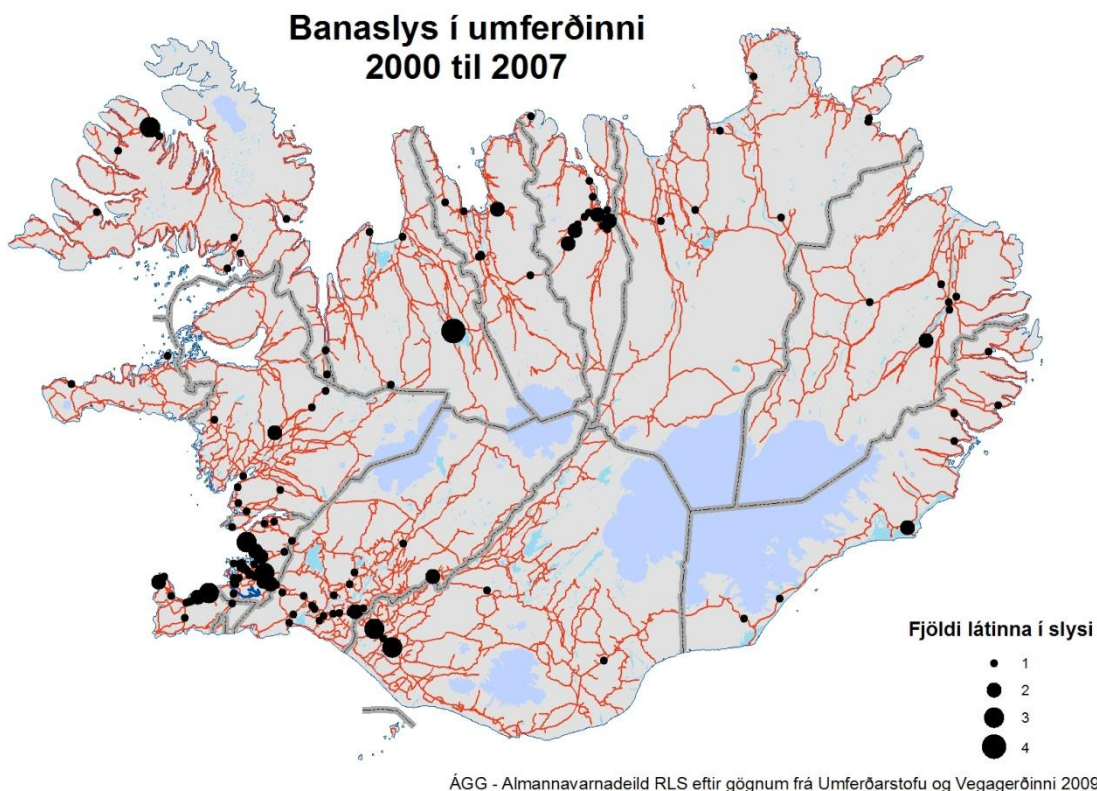 Banaslys í umferðinni
2000 til 2007
Fjöldi látinna í slysi
1
2
3
4
ÁGG - Almannavarnadeild RLS eftir gögnum frá Umferðarstofu og Vegagerðinni 2009